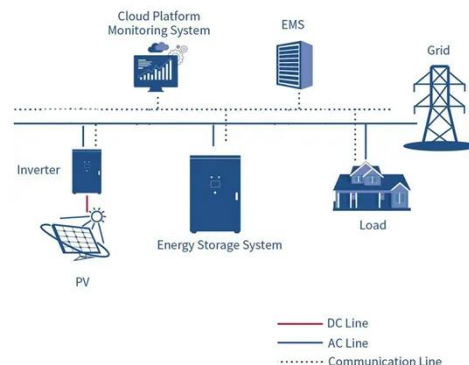 Cloud Platform
Monitoring System
EMS
Grid
Inverter
Energy Storage System
Load
PV
DC Line
AC Line
Communication Line